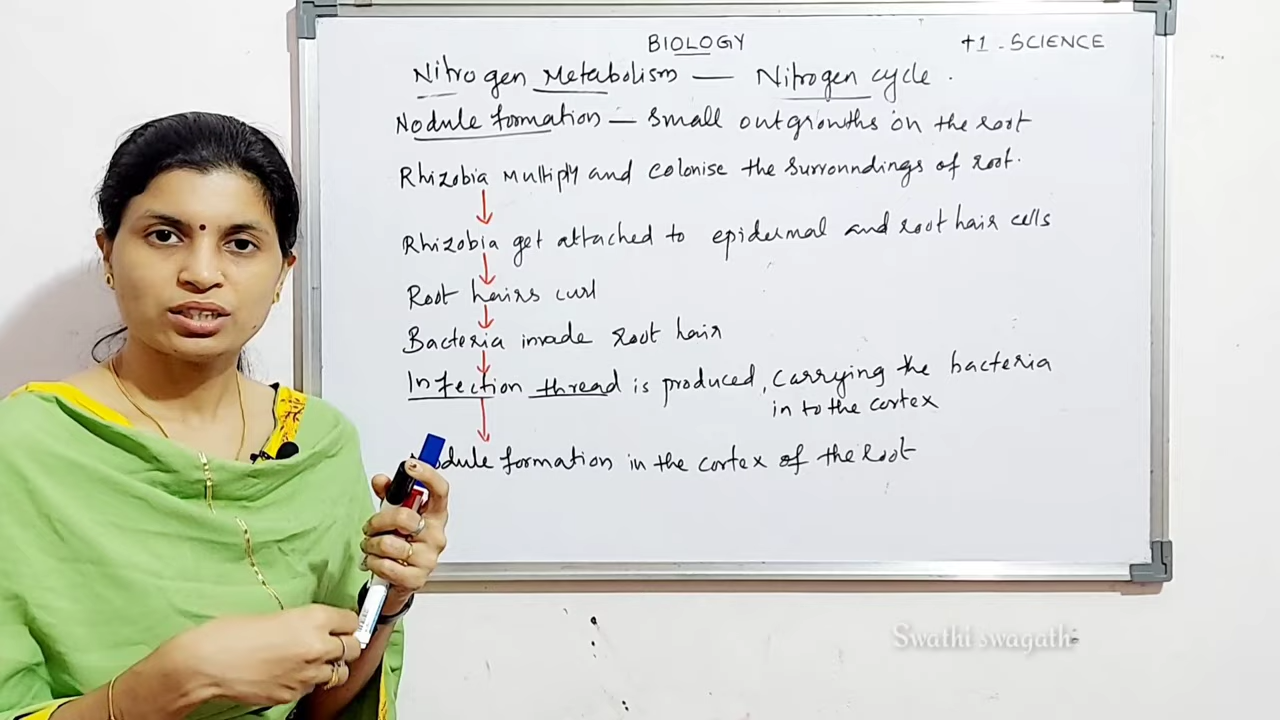 BIOLOGY
+1 - SCIENCE
Nitrogen Metabolism — Nitrogen cycle.
Nodule formation — Small outgrowths on the root
Rhizobia multiply and colonise the surroundings of root.
Rhizobia get attached to epidermal and root hair cells
Root hairs curl
Bacteria invade root hair
Infection thread is produced, carrying the bacteria
in to the cortex
Nodule formation in the cortex of the root
Swathi swagath